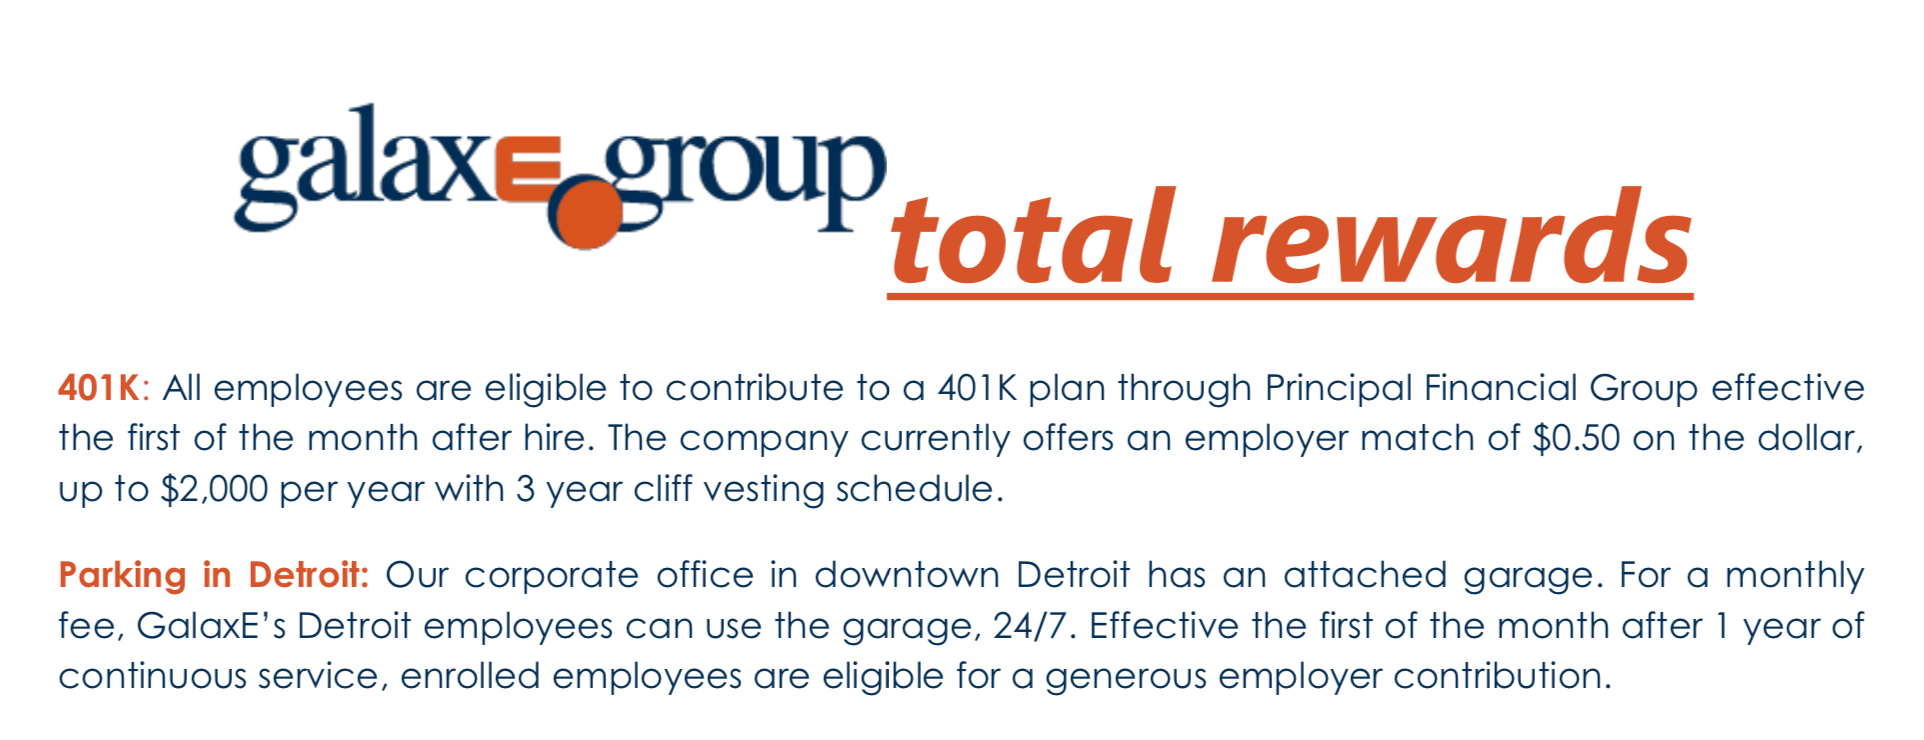 galaxE.group total rewards
401K: All employees are eligible to contribute to a 401K plan through Principal Financial Group effective
the first of the month after hire. The company currently offers an employer match of $0.50 on the dollar,
up to $2,000 per year with 3 year cliff vesting schedule.
Parking in Detroit: Our corporate office in downtown Detroit has an attached garage. For a monthly
fee, GalaxE’s Detroit employees can use the garage, 24/7. Effective the first of the month after 1 year of
continuous service, enrolled employees are eligible for a generous employer contribution.